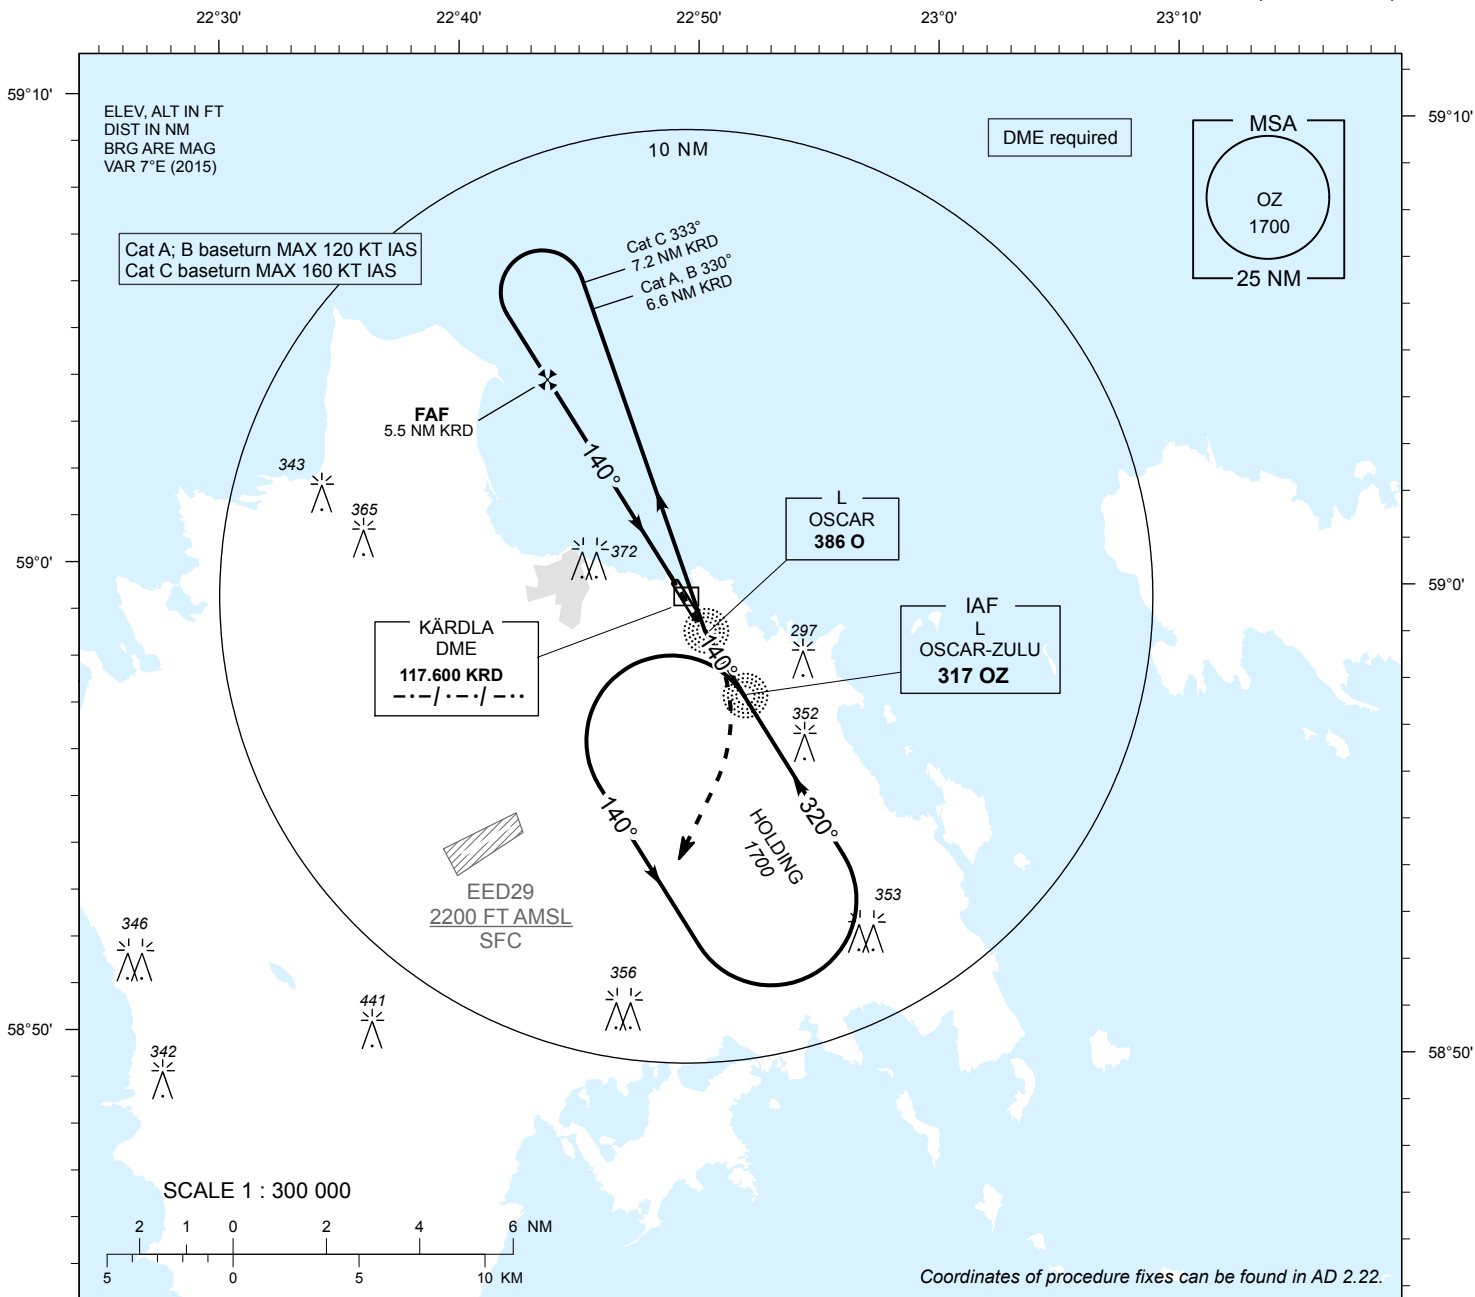 22°30'
22°40'
22°50'
23°0'
23°10'
59°10'
59°10'
ELEV, ALT IN FT
DIST IN NM
BRG ARE MAG
VAR 7°E (2015)
10 NM
DME required
MSA
OZ
1700
25 NM
Cat A; B baseturn MAX 120 KT IAS
Cat C baseturn MAX 160 KT IAS
Cat C 333°
7.2 NM KRD
Cat A, B 330°
6.6 NM KRD
FAF
5.5 NM KRD
140°
343
365
372
L
OSCAR
386 O
59°0'
59°0'
KÄRDLA
DME
117.600 KRD
IAF
L
OSCAR-ZULU
317 OZ
140°
297
352
140°
320°
HOLDING
1700
EED29
2200 FT AMSL
SFC
353
346
356
441
342
58°50'
58°50'
SCALE 1 : 300 000
2 1 0 2 4 6 NM
5 0 5 10 KM
Coordinates of procedure fixes can be found in AD 2.22.